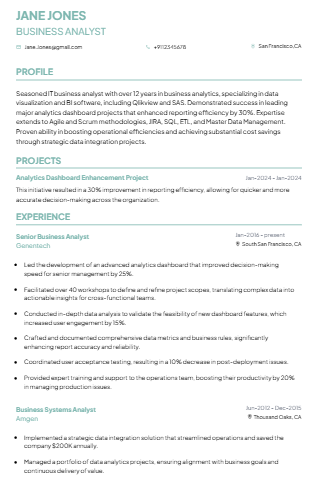 JANE JONES
BUSINESS ANALYST
Jane.jones@gmail.com +9112345678 San Francisco, CA
PROFILE
Seasoned IT business analyst with over 12 years in business analytics, specializing in data
visualization and BI software, including Qlikview and SAS. Demonstrated success in leading
major analytics dashboard projects that enhanced reporting efficiency by 30%. Expertise
extends to Agile and Scrum methodologies, JIRA, SQL, ETL, and Master Data Management.
Proven ability in boosting operational efficiencies and achieving substantial cost savings
through strategic data integration projects.
PROJECTS
Analytics Dashboard Enhancement Project Jan-2024 - Jan-2024
This initiative resulted in a 30% improvement in reporting efficiency, allowing for quicker and more
accurate decision-making across the organization.
EXPERIENCE
Senior Business Analyst Jan-2016 - present
Genentech South San Francisco, CA
• Led the development of an advanced analytics dashboard that improved decision-making
speed for senior management by 25%.
• Facilitated over 40 workshops to define and refine project scopes, translating complex data into
actionable insights for cross-functional teams.
• Conducted in-depth data analysis to validate the feasibility of new dashboard features, which
increased user engagement by 15%.
• Crafted and documented comprehensive data metrics and business rules, significantly
enhancing report accuracy and reliability.
• Coordinated user acceptance testing, resulting in a 10% decrease in post-deployment issues.
• Provided expert training and support to the operations team, boosting their productivity by 20%
in managing export logs.
Business Systems Analyst Jun-2012 - Dec-2015
Amgen Thousand Oaks, CA
• Implemented a strategic data integration solution that streamlined operations and saved the
company $200K annually.
• Managed a portfolio of data analytics projects, ensuring alignment with business goals and
continuous delivery of value.